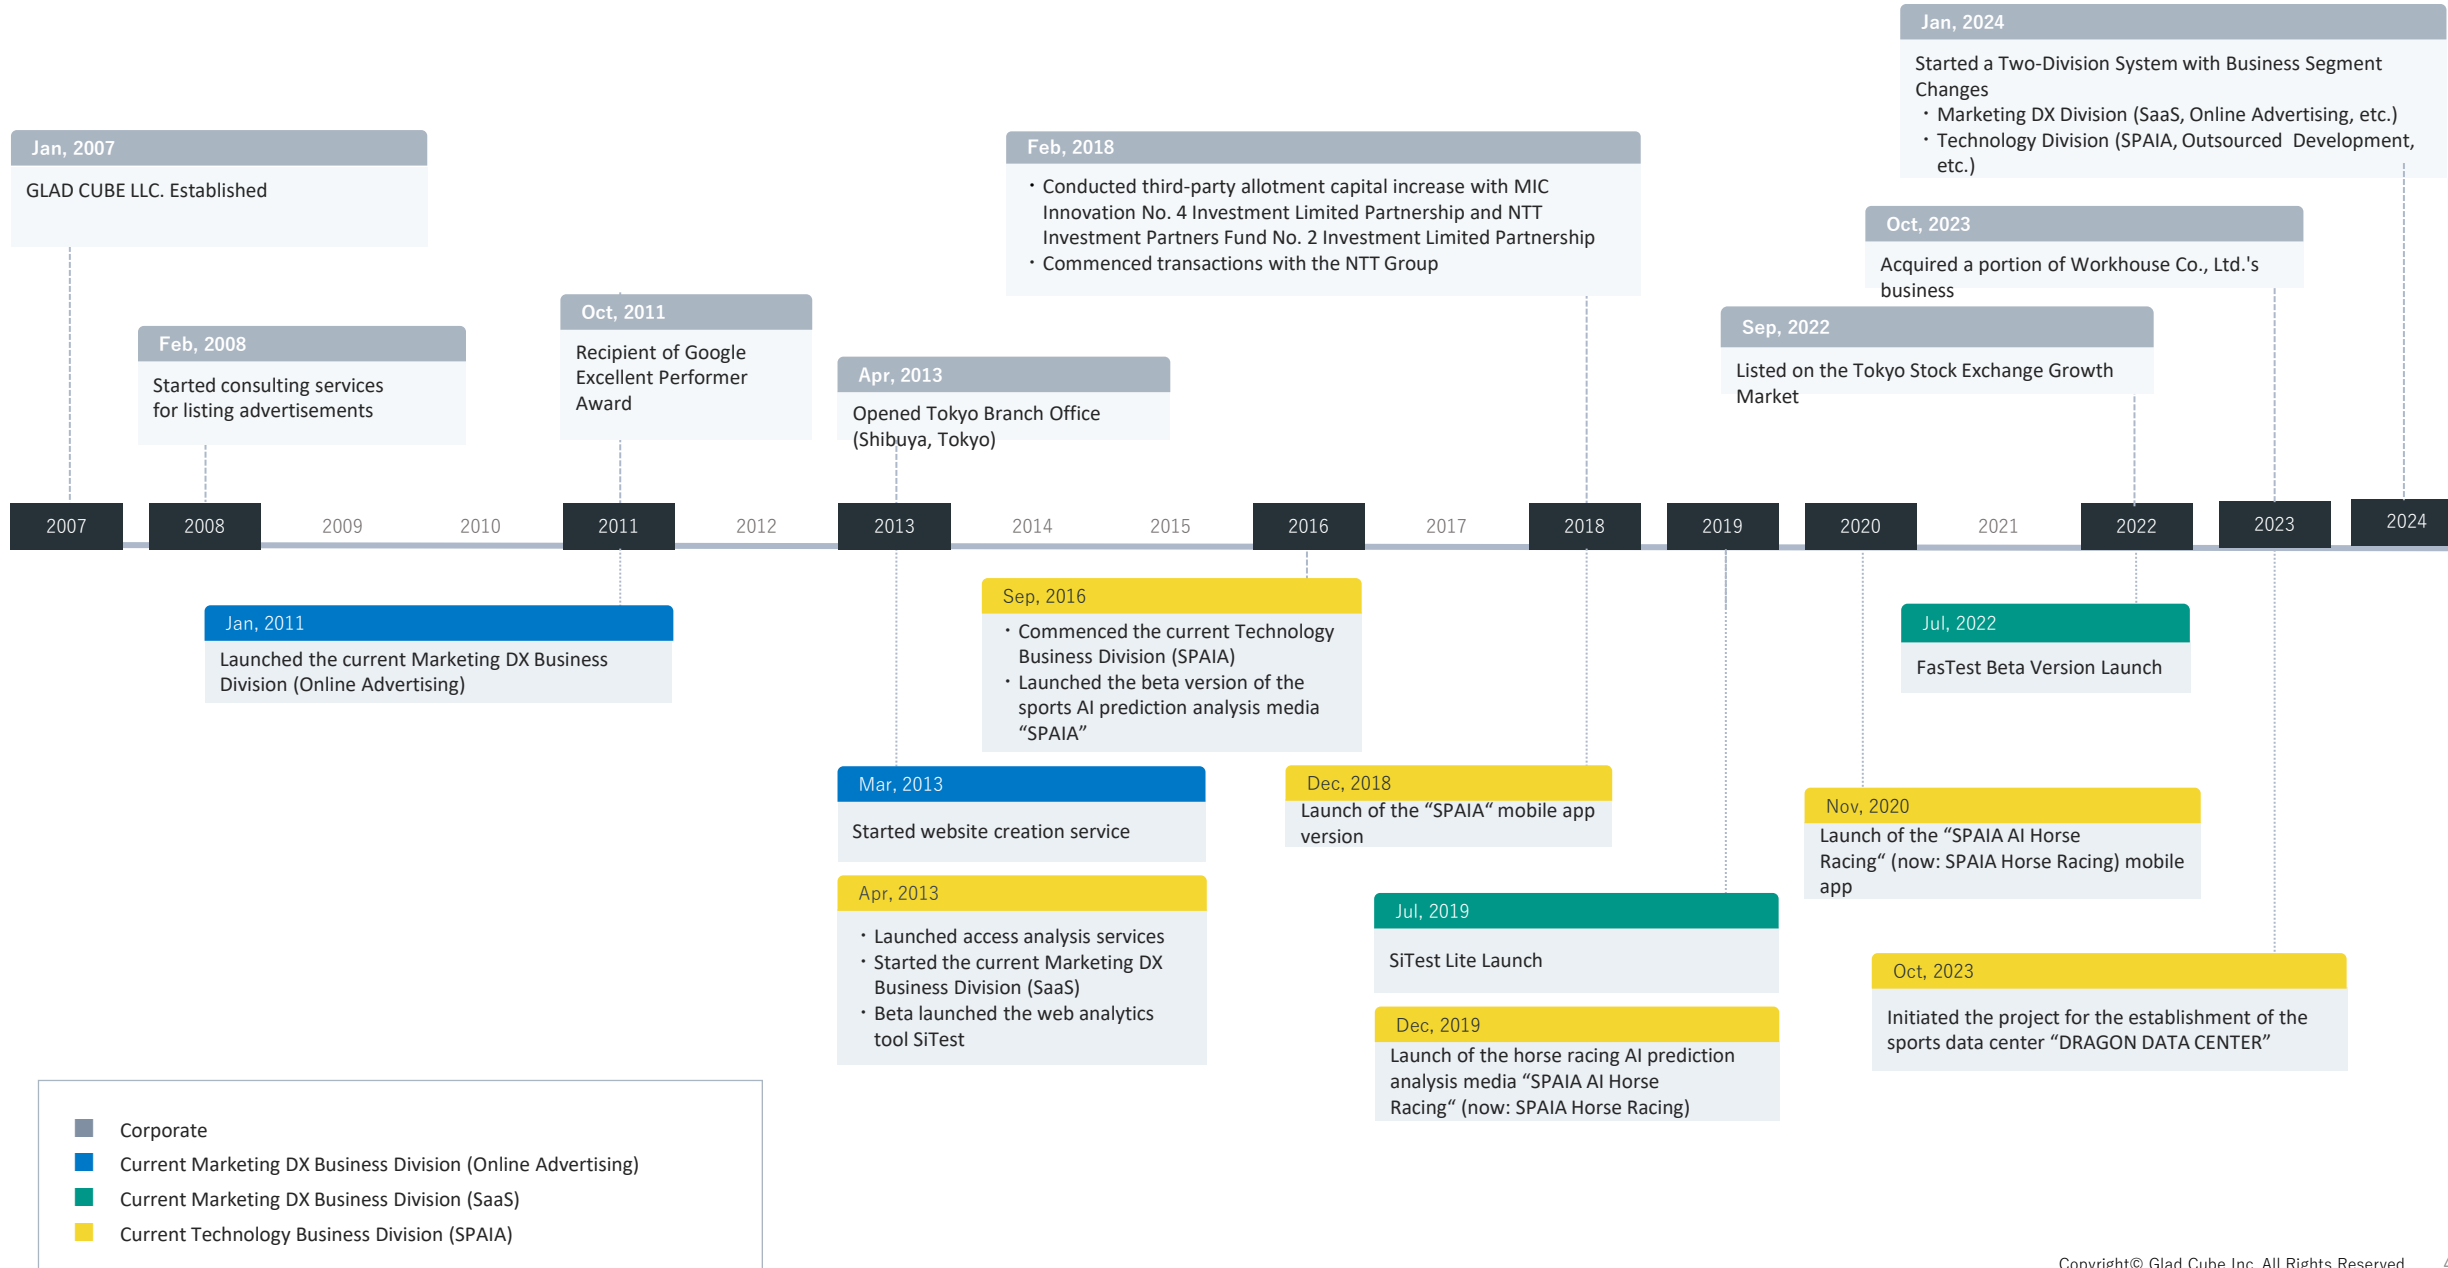 Jan, 2024
Started a Two-Division System with Business Segment
Changes
・Marketing DX Division (SaaS, Online Advertising, etc.)
・Technology Division (SPAIA, Outsourced Development,
etc.)
Jan, 2007
GLAD CUBE LLC. Established
Feb, 2018
・Conducted third-party allotment capital increase with MIC
Innovation No. 4 Investment Limited Partnership and NTT
Investment Partners Fund No. 2 Investment Limited Partnership
・Commenced transactions with the NTT Group
Oct, 2023
Acquired a portion of Workhouse Co., Ltd.'s
business
Feb, 2008
Started consulting services
for listing advertisements
Oct, 2011
Recipient of Google
Excellent Performer
Award
Apr, 2013
Opened Tokyo Branch Office
(Shibuya, Tokyo)
Sep, 2022
Listed on the Tokyo Stock Exchange Growth
Market
2007 2008 2009 2010 2011 2012 2013 2014 2015 2016 2017 2018 2019 2020 2021 2022 2023 2024
Jan, 2011
Launched the current Marketing DX Business
Division (Online Advertising)
Sep, 2016
・Commenced the current Technology
Business Division (SPAIA)
・Launched the beta version of the
sports AI prediction analysis media
“SPAIA”
Jul, 2022
FasTest Beta Version Launch
Mar, 2013
Started website creation service
Dec, 2018
Launch of the “SPAIA“ mobile app
version
Nov, 2020
Launch of the “SPAIA AI Horse
Racing“ (now: SPAIA Horse Racing) mobile
app
Apr, 2013
・Launched access analysis services
・Started the current Marketing DX
Business Division (SaaS)
・Beta launched the web analytics
tool SiTest
Jul, 2019
SiTest Lite Launch
Oct, 2023
Initiated the project for the establishment of the
sports data center “DRAGON DATA CENTER”
Dec, 2019
Launch of the horse racing AI prediction
analysis media “SPAIA AI Horse
Racing“ (now: SPAIA Horse Racing)
Corporate
Current Marketing DX Business Division (Online Advertising)
Current Marketing DX Business Division (SaaS)
Current Technology Business Division (SPAIA)
Copyright© Glad Cube Inc. All Rights Reserved